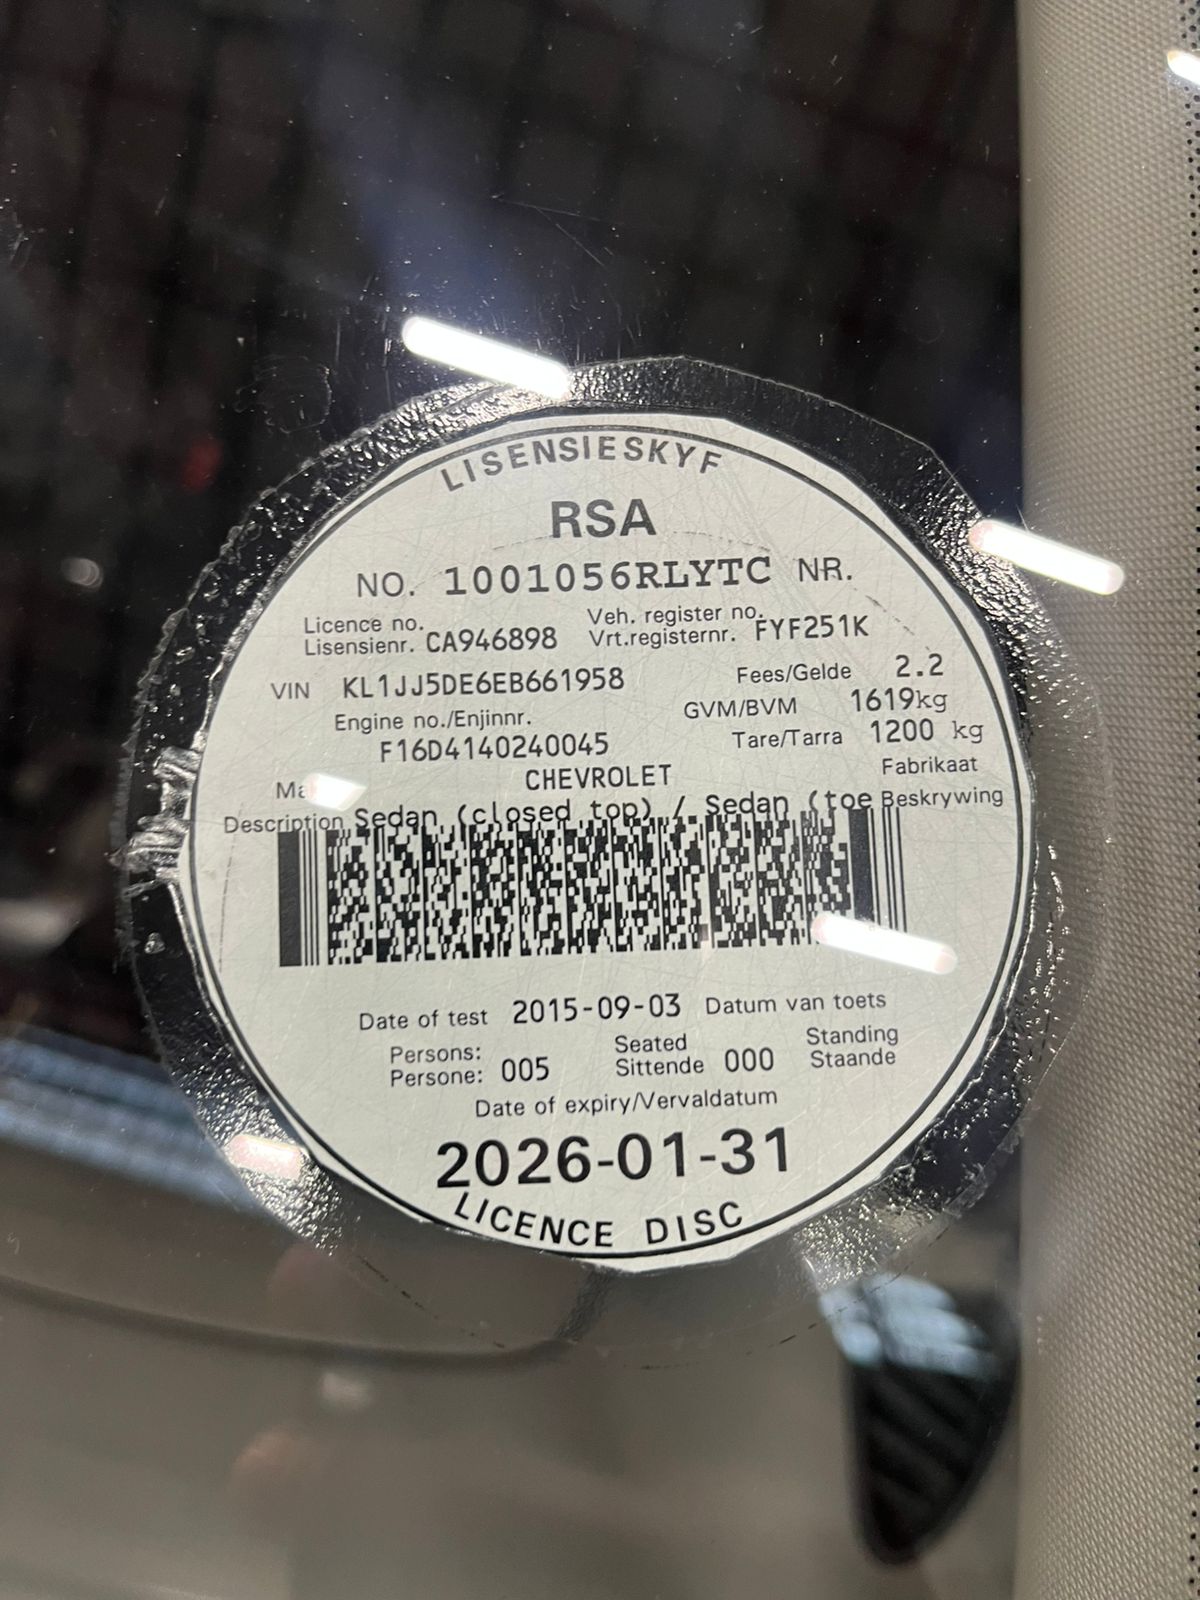 LISENSIESKYF
RSA
NO. 1001056RLYTC NR.
Licence no. Veh. register no.
Lisensienr. CA946898 Vrt.registernr. FYF251K
VIN KL1JJ5DE6EB661958 Fees/Gelde 2.2
Engine no./Enjinnr. GVM/BVM 1619kg
F16D4140240045 Tare/Tarra 1200 kg
CHEVROLET Fabrikaat
Description Sedan (closed top) / Sedan (toe Beskrywing
Date of test 2015-09-03 Datum van toets
Persons: Seated Standing
Persone: 005 Sittende 000 Staande
Date of expiry/Vervaldatum
2026-01-31
LICENCE DISC